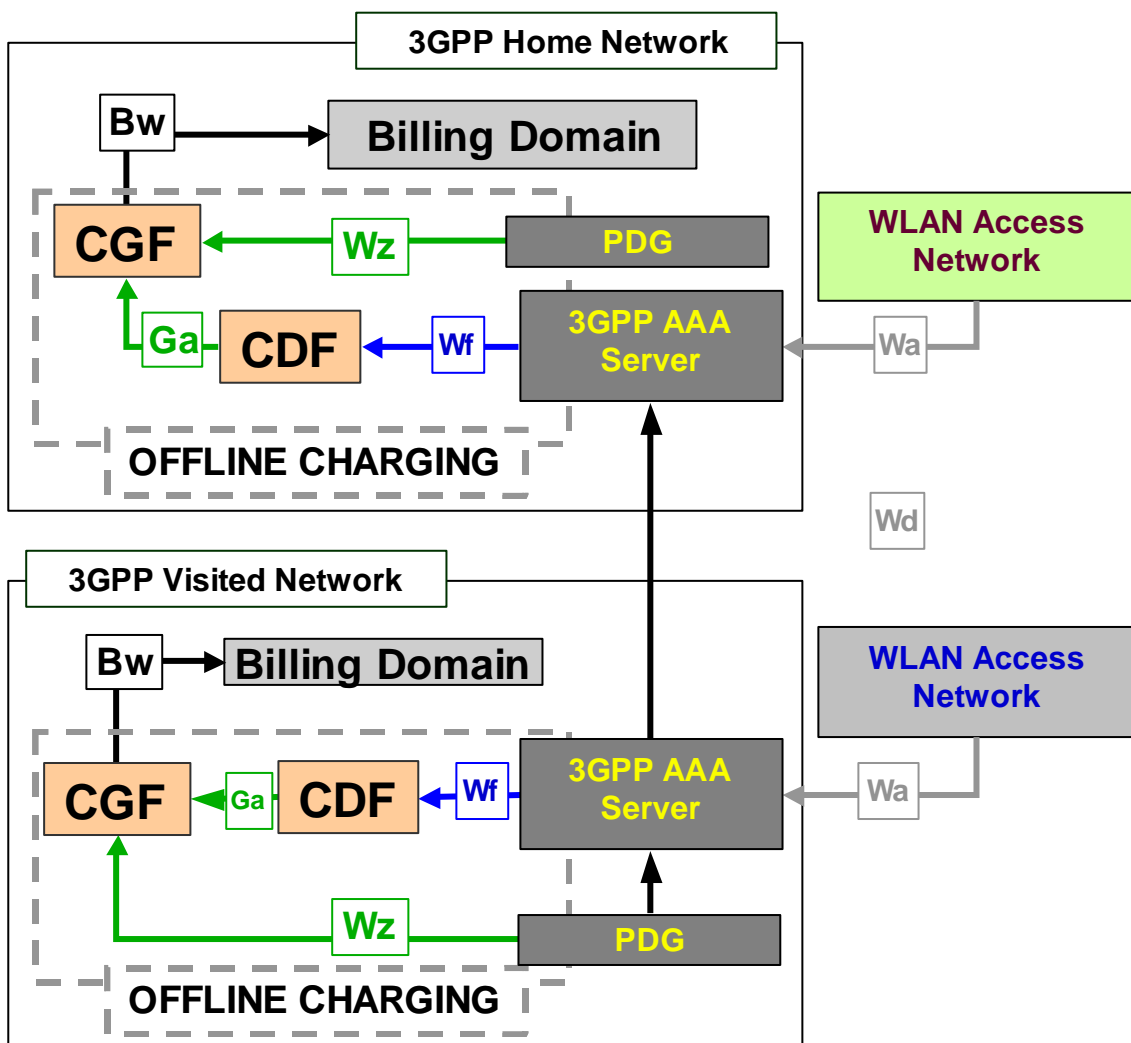 3GPP Home Network
Bw
Billing Domain
CGF
Wz
PDG
WLAN Access
Network
Ga
CDF
Wf
3GPP AAA
Server
Wa
OFFLINE CHARGING
Wd
3GPP Visited Network
Bw
Billing Domain
WLAN Access
Network
CGF
Ga
CDF
Wf
3GPP AAA
Server
Wa
Wz
PDG
OFFLINE CHARGING